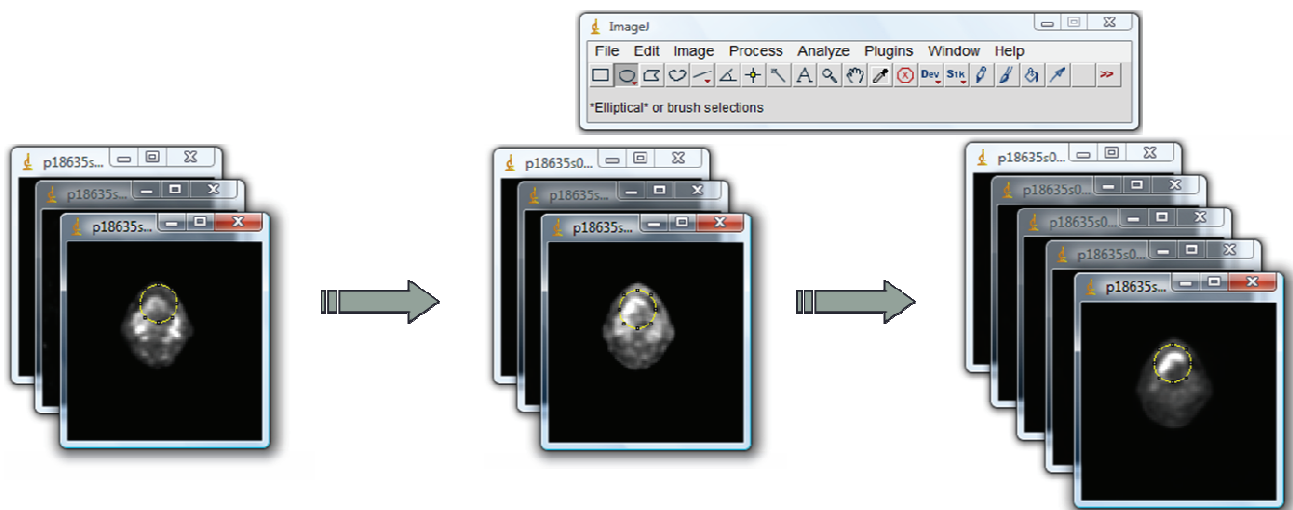 ImageJ
File Edit Image Process Analyze Plugins Window Help
Dev Stk
*Elliptical* or brush selections
p18635s...
p18635s...
p18635s...
p18635s0...
p18635s...
p18635s...
p18635s0...
p18635s0...
p18635s0...
p18635s0...
p18635s...